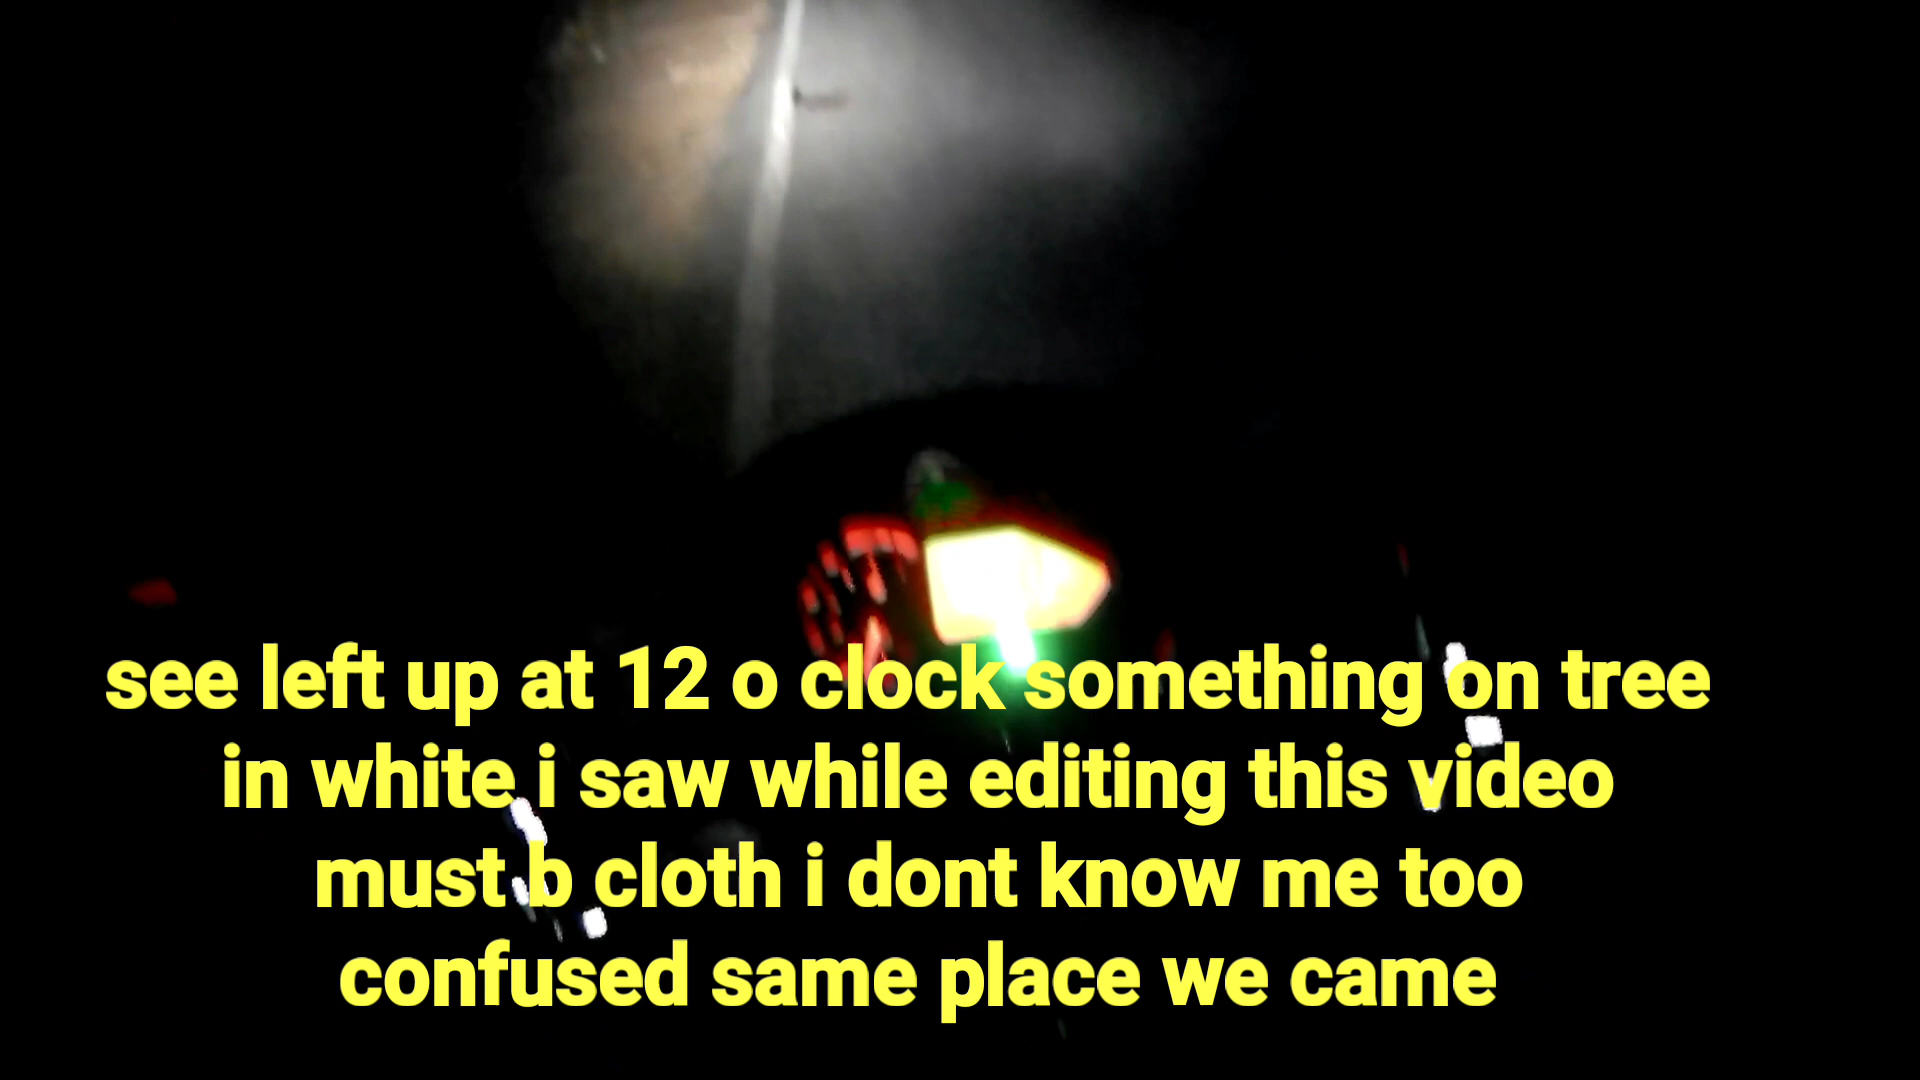 see left up at 12 o clock something on tree
in white i saw while editing this video
must b cloth i dont know me too
confused same place we came